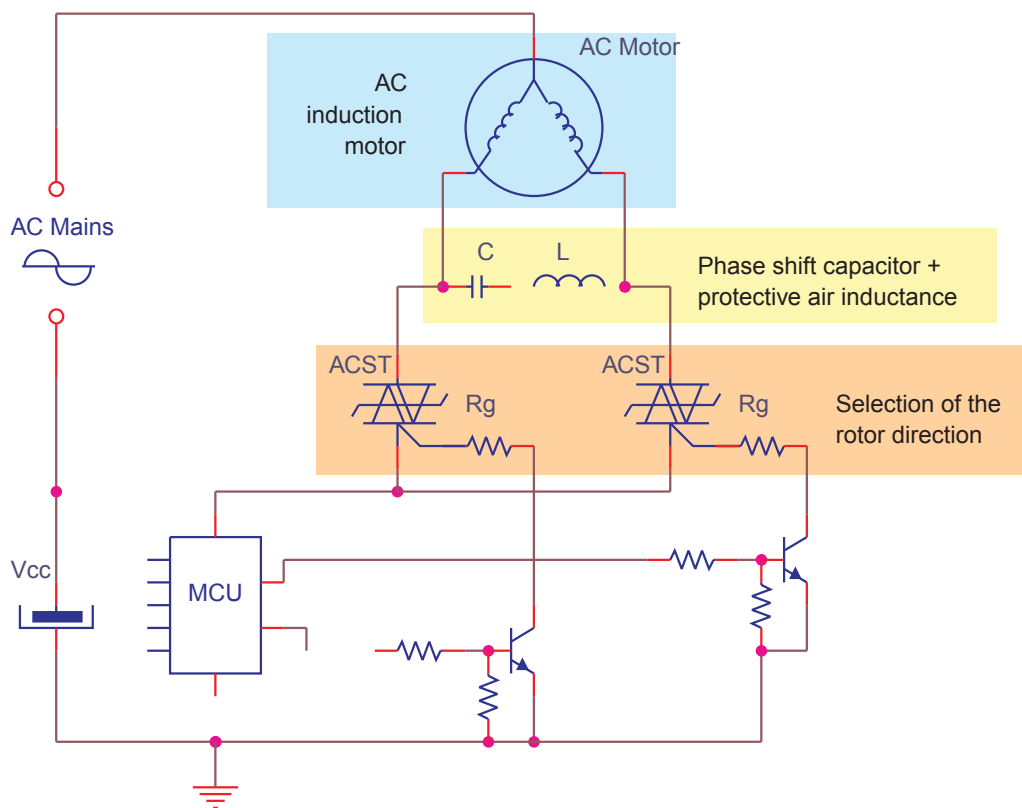 AC Motor
AC
induction
motor
AC Mains
C
L
Phase shift capacitor +
protective air inductance
ACST
ACST
Rg
Rg
Selection of the
rotor direction
Vcc
MCU